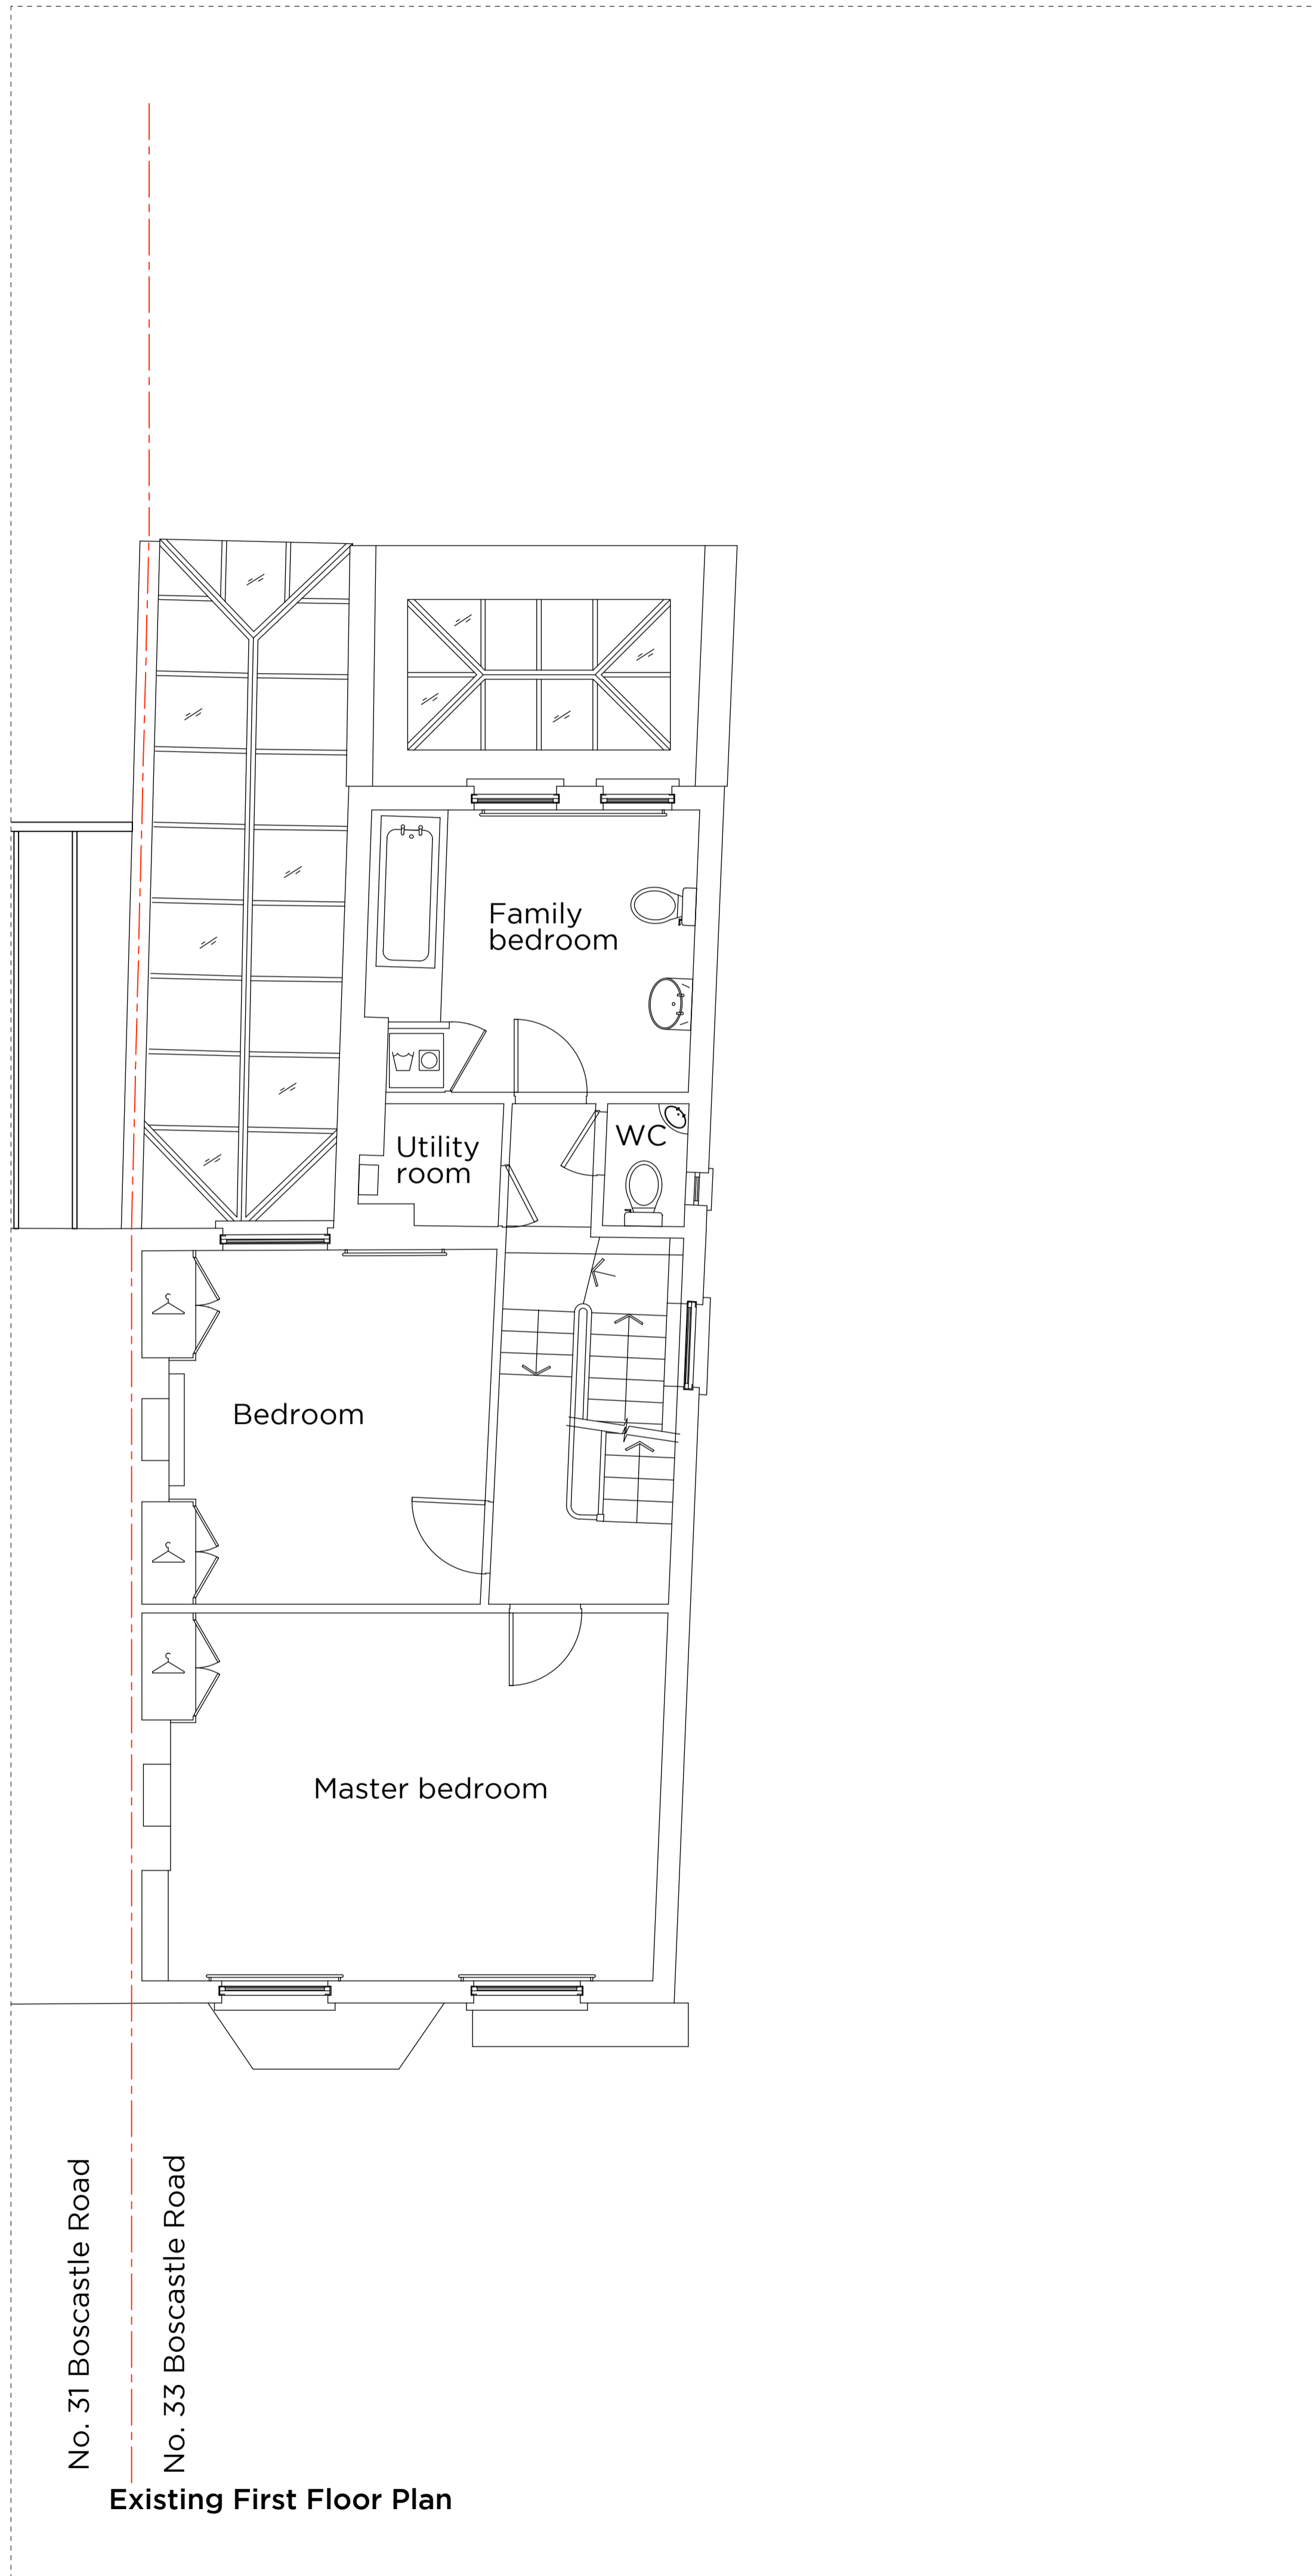 Family
bedroom
WC
Utility
room
Bedroom
Master bedroom
No. 31 Boscastle Road
No. 33 Boscastle Road
Existing First Floor Plan